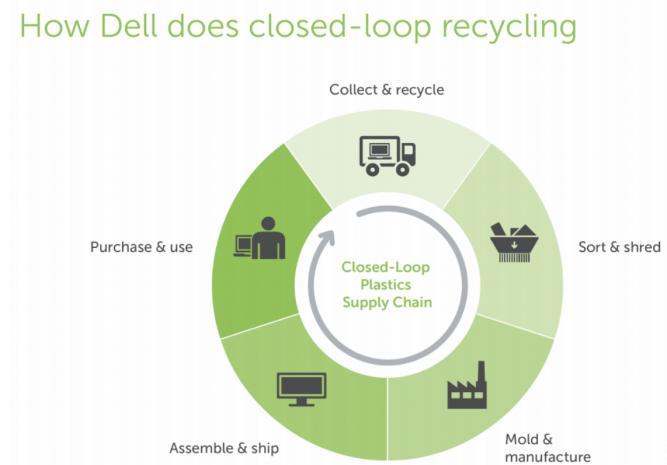 How Dell does closed-loop recycling
Collect & recycle
Purchase & use
Closed-Loop
Plastics
Supply Chain
Sort & shred
Assemble & ship
Mold &
manufacture